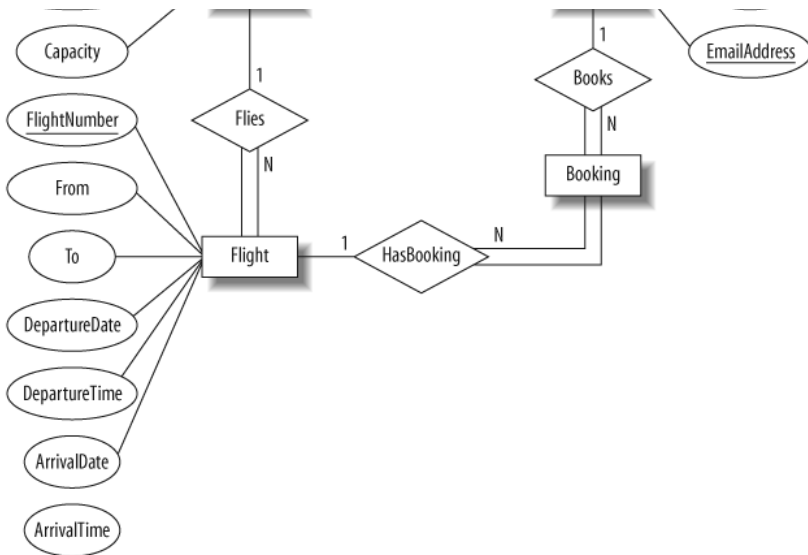 Capacity
1
1
EmailAddress
Books
FlightNumber
Flies
N
N
Booking
From
N
1
HasBooking
To
Flight
DepartureDate
DepartureTime
ArrivalDate
ArrivalTime